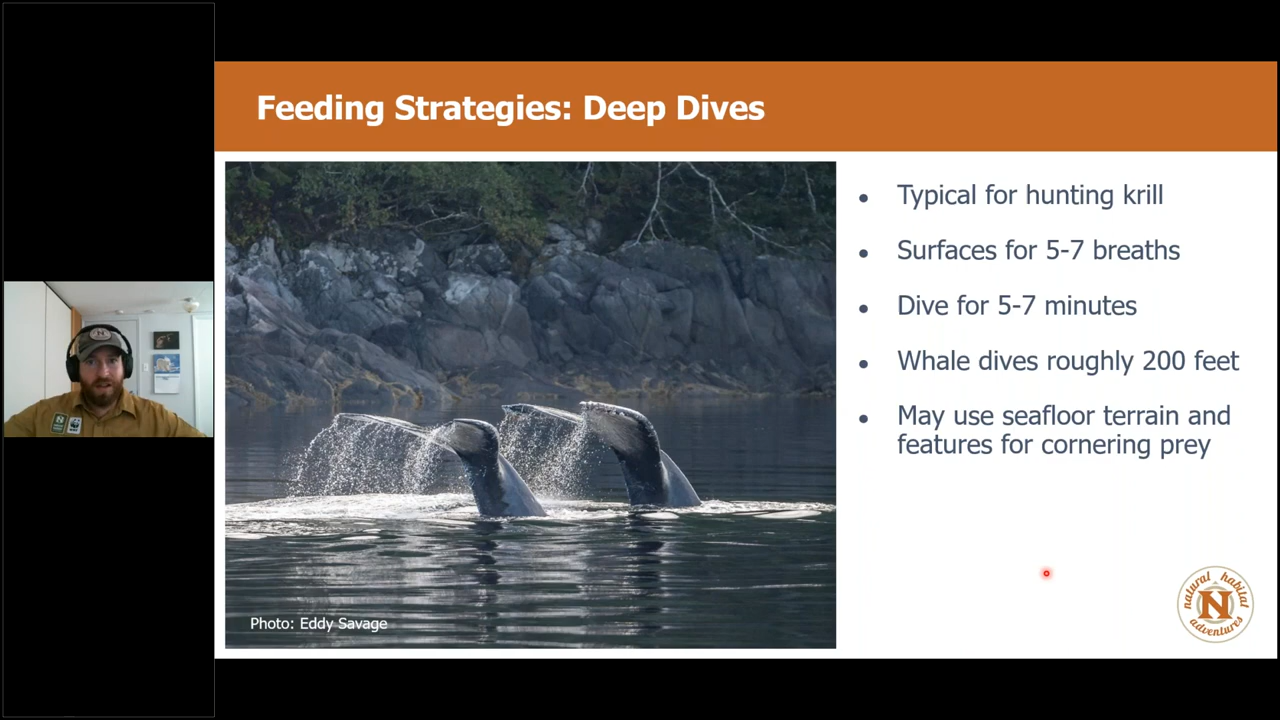 Feeding Strategies: Deep Dives
• Typical for hunting krill
• Surfaces for 5-7 breaths
• Dive for 5-7 minutes
• Whale dives roughly 200 feet
• May use seafloor terrain and
features for cornering prey
Photo: Eddy Savage
natural habitat
N
adventures